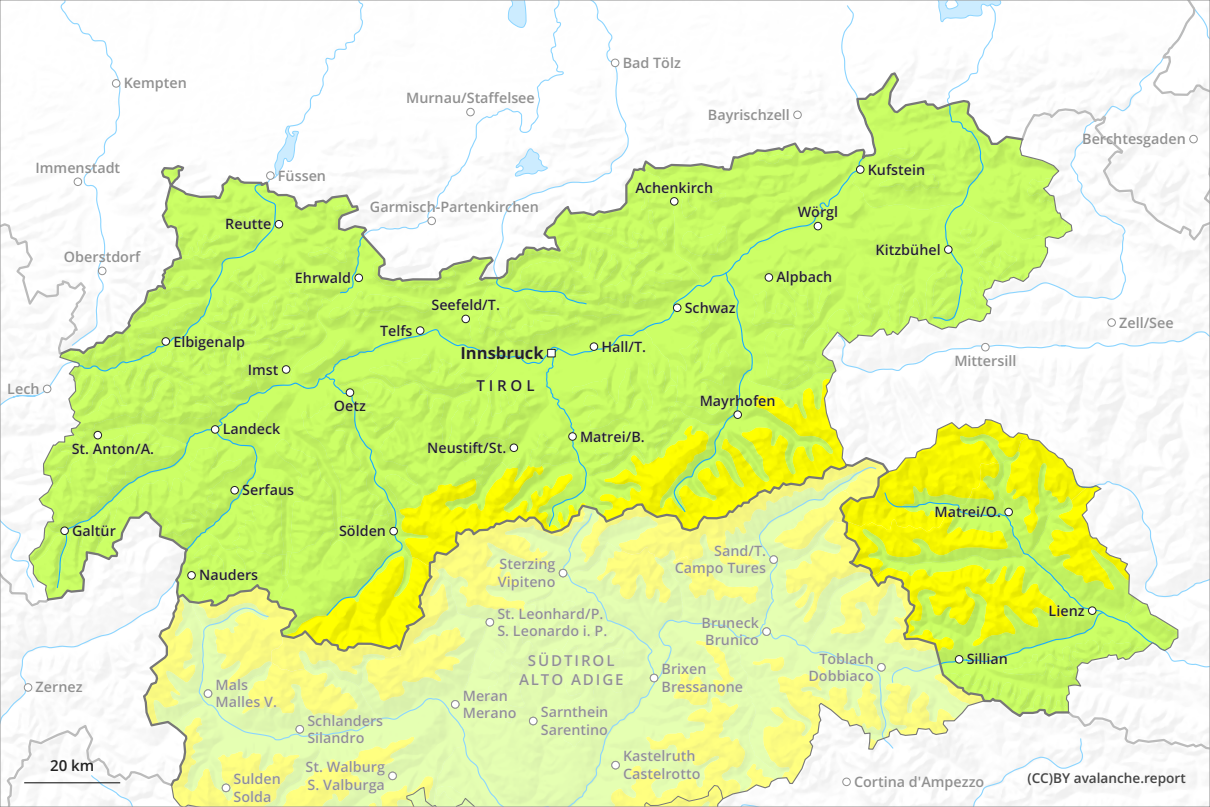 Kempten
Bad Tölz
Murnau/Staffelsee
Bayrischzell
Berchtesgaden
Immenstadt
Füssen
Kufstein
Achenkirch
Garmisch-Partenkirchen
Wörgl
Reutte
Kitzbühel
Oberstdorf
Ehrwald
Alpbach
Seefeld/T.
Schwaz
Zell/See
Telfs
Elbigenalp
Innsbruck
Hall/T.
Mittersill
Imst
TIROL
Lech
Oetz
Mayrhofen
Landeck
Matrei/B.
St. Anton/A.
Neustift/St.
Serfaus
Matrei/O.
Galtür
Sölden
Sand/T.
Campo Tures
Sterzing
Vipiteno
Nauders
St. Leonhard/P.
S. Leonardo i. P.
Lienz
Bruneck
Brunico
SÜDTIROL
ALTO ADIGE
Toblach
Dobbiaco
Sillian
Brixen
Bressanone
Zernez
Mals
Malles V.
Meran
Merano
Sarnthein
Sarentino
Schlanders
Silandro
Kastelruth
Castelrotto
St. Walburg
S. Valburga
20 km
Sulden
Solda
Cortina d'Ampezzo
(CC)BY avalanche.report